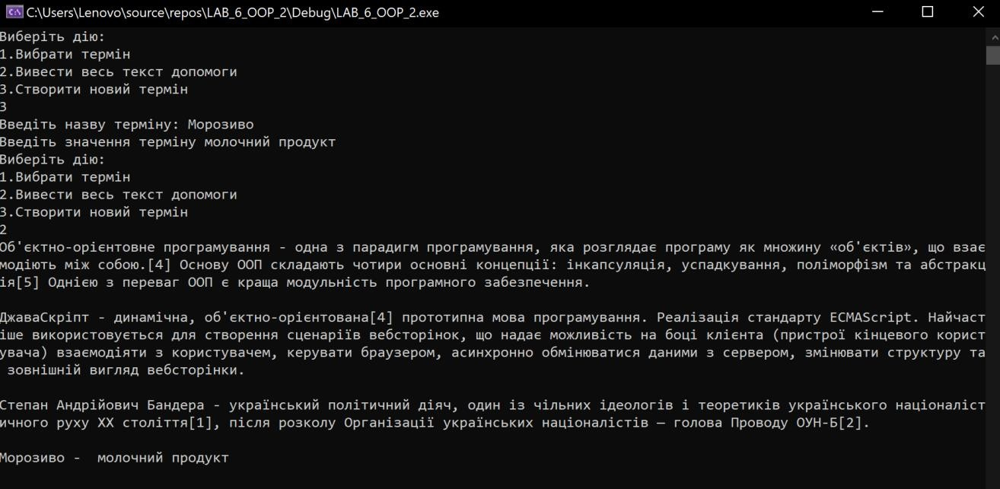 C:\Users\Lenovo\source\repos\LAB_6_OOP_2\Debug\LAB_6_OOP_2.exe
Виберіть дію:
1.Вибрати термін
2.Вивести весь текст допомоги
3.Створити новий термін
3
Введіть назву терміну: Морозиво
Введіть значення терміну молочний продукт
Виберіть дію:
1.Вибрати термін
2.Вивести весь текст допомоги
3.Створити новий термін
2
Об'єктно-орієнтовне програмування - одна з парадигм програмування, яка розглядає програму як множину «об'єктів», що взає
модіють між собою.[4] Основу ООП складають чотири основні концепції: інкапсуляція, успадкування, поліморфізм та абстракц
ія[5] Однією з переваг ООП є краща модульність програмного забезпечення.
ДжаваСкріпт - динамічна, об'єктно-орієнтована[4] прототипна мова програмування. Реалізація стандарту ECMAScript. Найчаст
іше використовується для створення сценаріїв вебсторінок, що надає можливість на боці клієнта (пристрої кінцевого корист
увача) взаємодіяти з користувачем, керувати браузером, асинхронно обмінюватися даними з сервером, змінювати структуру та
 зовнішній вигляд вебсторінки.
Степан Андрійович Бандера - український політичний діяч, один із чільних ідеологів і теоретиків українського націоналіст
ичного руху XX століття[1], після розколу Організації українських націоналістів — голова Проводу ОУН-Б[2].
Морозиво -  молочний продукт